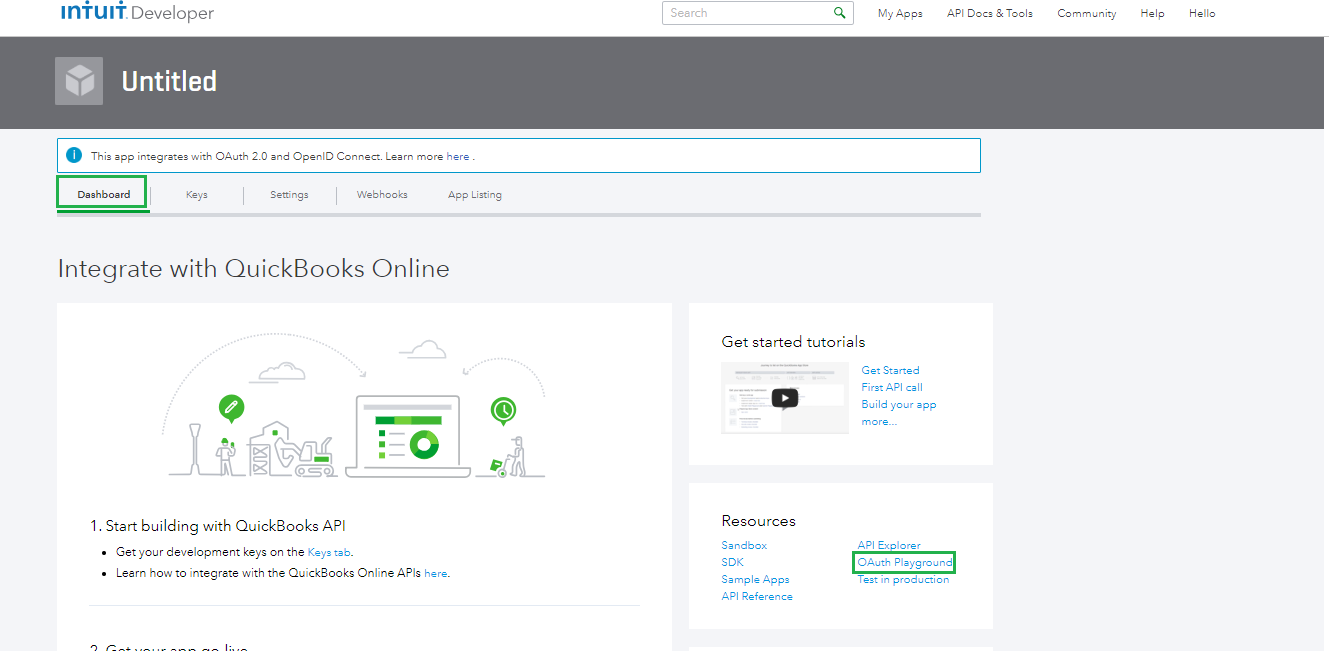 ıntuıt Developer
Search
My Apps
API Docs & Tools
Community
Help
Hello
Untitled
This app integrates with OAuth 2.0 and OpenID Connect. Learn more here .
Dashboard
Keys
Settings
Webhooks
App Listing
Integrate with QuickBooks Online
1. Start building with QuickBooks API
Get your development keys on the Keys tab.
Learn how to integrate with the QuickBooks Online APIs here.
2. Get your app go live
Get started tutorials
Get Started
First API call
Build your app
more...
Resources
Sandbox
SDK
Sample Apps
API Reference
API Explorer
OAuth Playground
Test in production